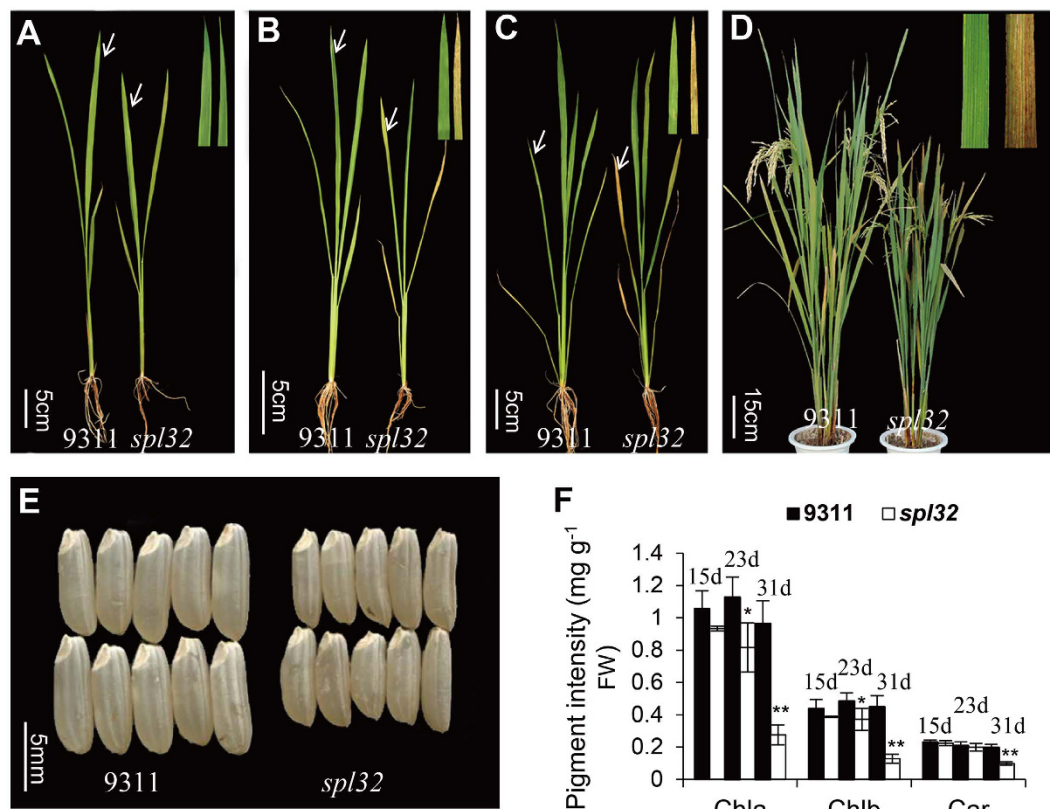 A
5cm
9311 spl32
B
5cm
9311 spl32
C
5cm
9311 spl32
D
15cm
9311 spl32
E
5mm
9311 spl32
F
9311 spl32
Pigment intensity (mg g-1
FW)
1.4
1.2
1
0.8
0.6
0.4
0.2
0
15d 23d 31d
* **
15d 23d 31d
* **
15d 23d 31d
**
Chla Chlb Car